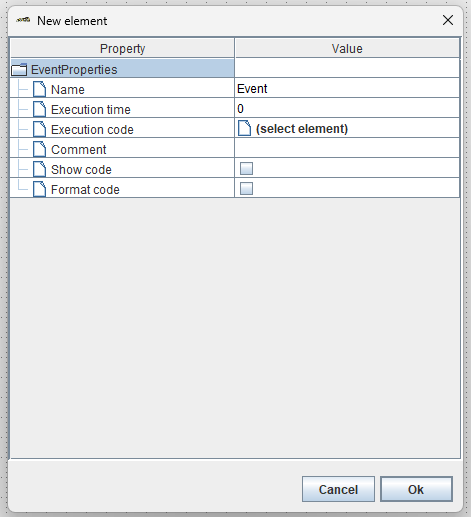 New element
Property Value
EventProperties
Name Event
Execution time 0
Execution code (select element)
Comment
Show code
Format code
Cancel Ok